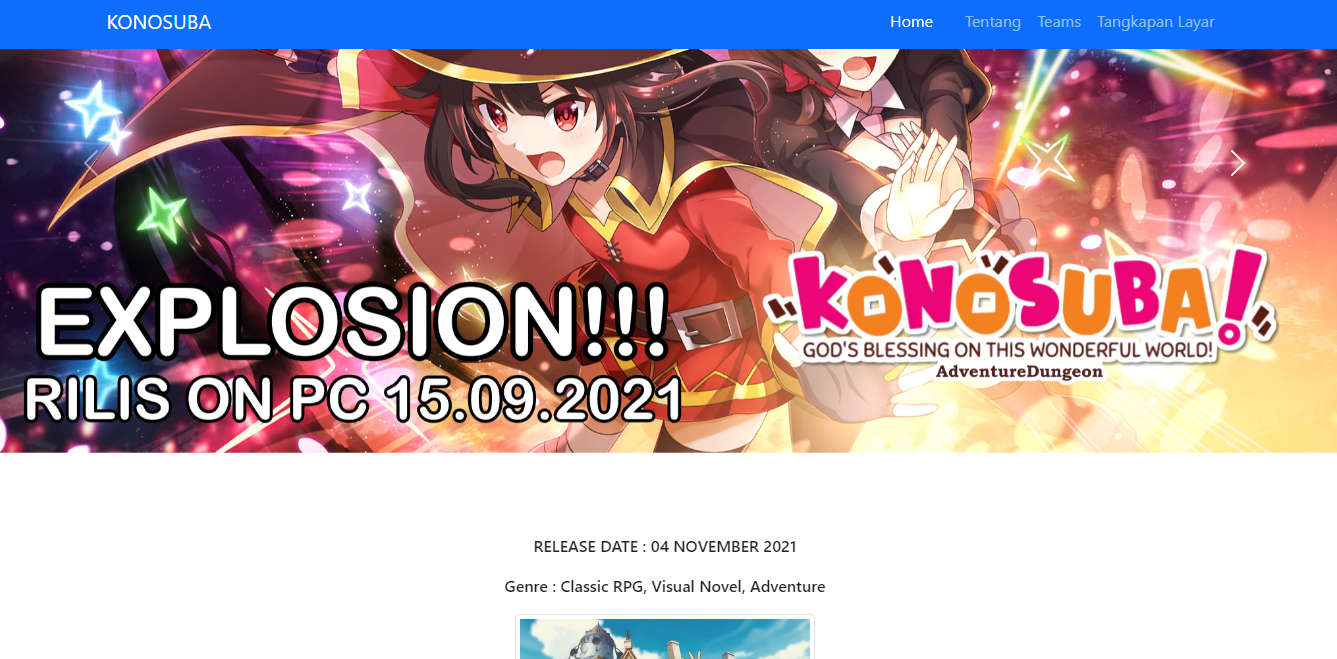 KONOSUBA
Home Tentang Teams Tangkapan Layar
EXPLOSION!!!
RILIS ON PC 15.09.2021
KONOSUBA!
GOD'S BLESSING ON THIS WONDERFUL WORLD!
AdventureDungeon
RELEASE DATE : 04 NOVEMBER 2021
Genre : Classic RPG, Visual Novel, Adventure